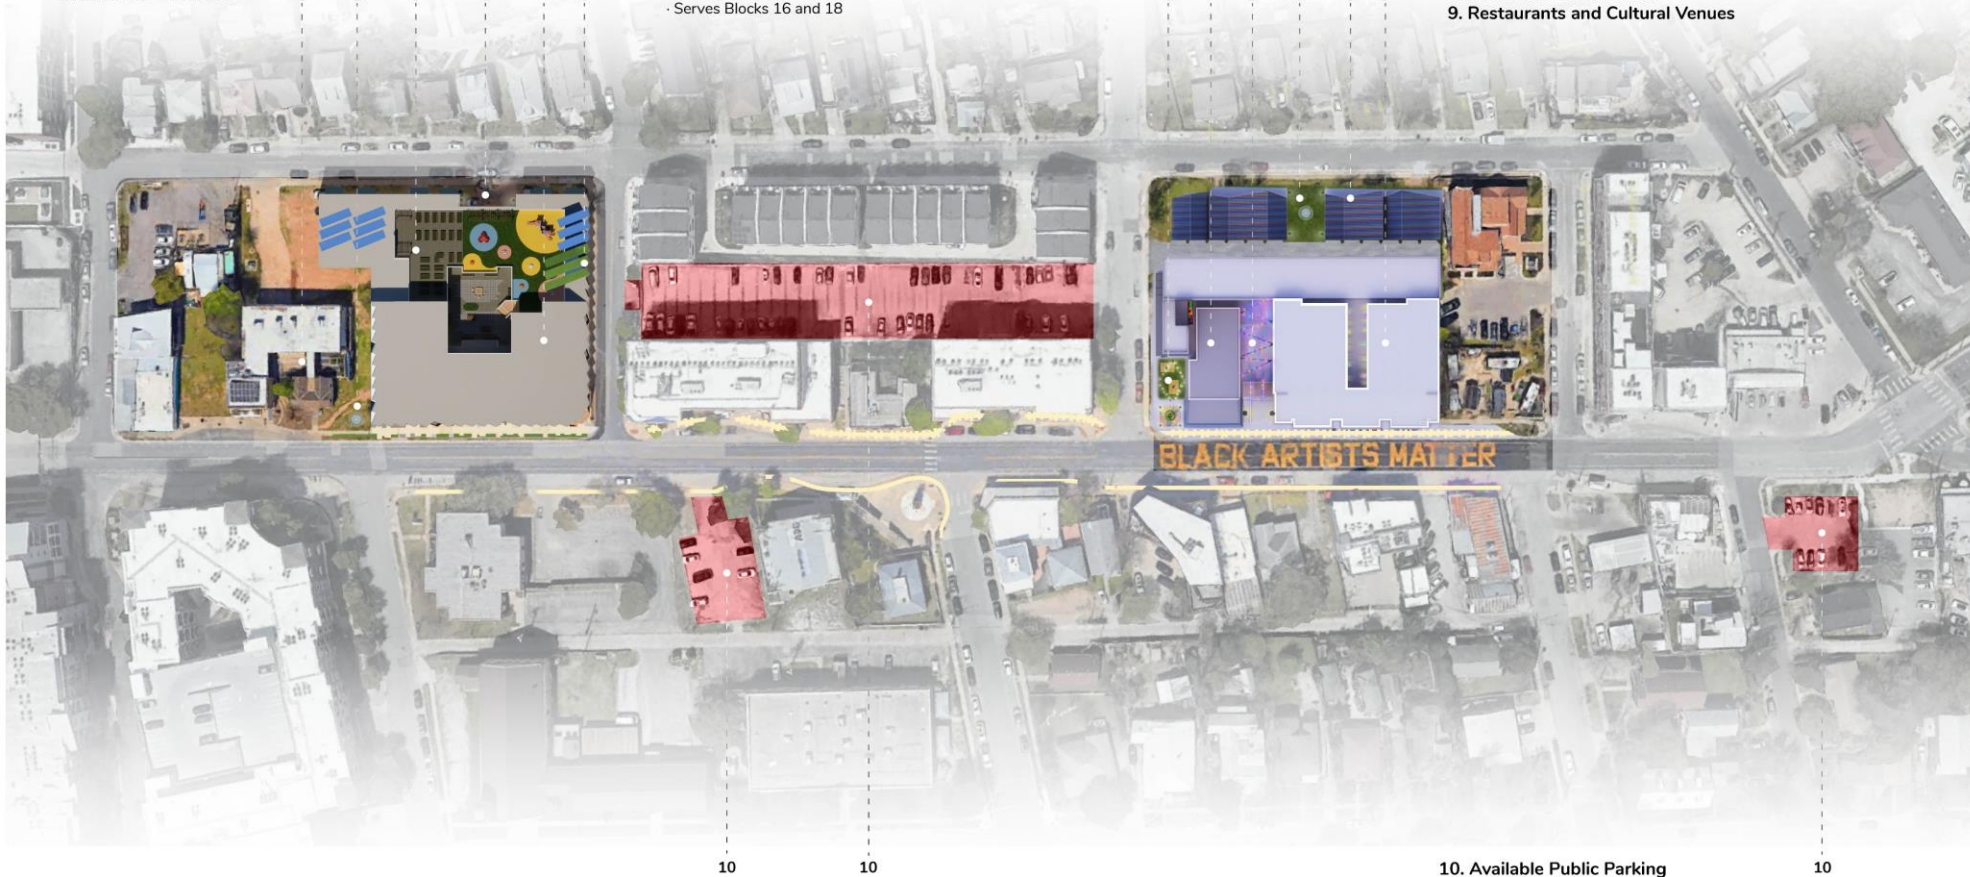 · Serves Blocks 16 and 18
9. Restaurants and Cultural Venues
BLACK ARTISTS MATTER
10
10
10. Available Public Parking
10